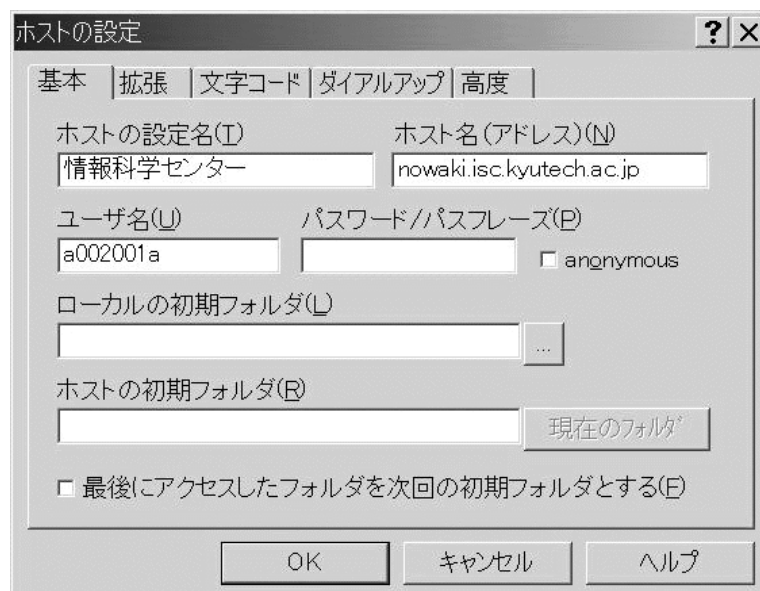 ホストの設定
基本 拡張 文字コード ダイアルアップ 高度
ホストの設定名(T) ホスト名(アドレス)(N)
情報科学センター nowaki.isc.kyutech.ac.jp
ユーザ名(U) パスワード/パスフレーズ(P)
a002001a anonymous
ローカルの初期フォルダ(L)
...
ホストの初期フォルダ(R)
現在のフォルダ
最後にアクセスしたフォルダを次回の初期フォルダとする(F)
OK キャンセル ヘルプ